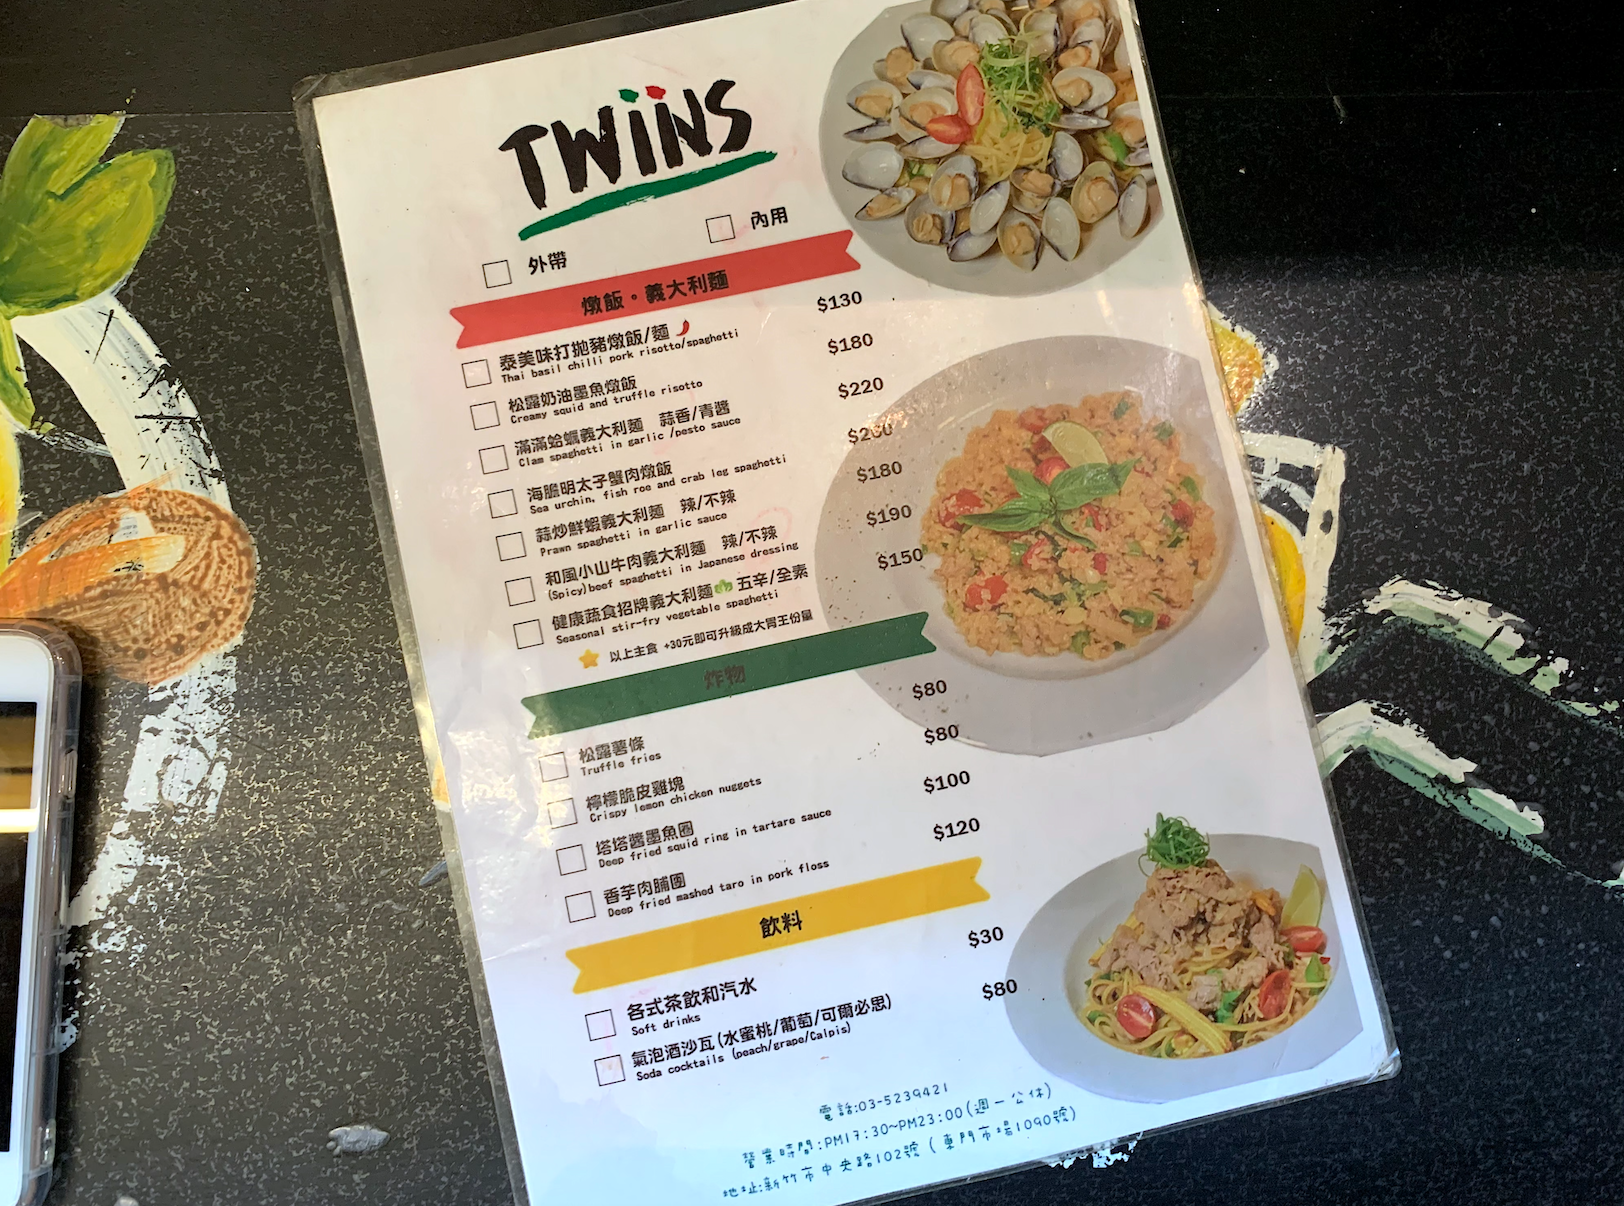 TWiiNS
外帶 內用
燉飯。義大利麵
泰美味打拋豬燉飯/麵 $130
Thai basil chilli pork risotto/spaghetti
松露奶油墨魚燉飯 $180
Creamy squid and truffle risotto
滿滿蛤蠣義大利麵 蒜香/青醬 $220
Clam spaghetti in garlic /pesto sauce
海膽明太子蟹肉燉飯 $200
Sea urchin, fish roe and crab leg spaghetti
蒜炒鮮蝦義大利麵 辣/不辣 $180
Prawn spaghetti in garlic sauce
和風小山牛肉義大利麵 辣/不辣 $190
(Spicy)beef spaghetti in Japanese dressing
健康蔬食招牌義大利麵 五辛/全素 $150
Seasonal stir-fry vegetable spaghetti
以上主食 +30元即可升級成大胃王份量
炸物
松露薯條 $80
Truffle fries
檸檬脆皮雞塊 $80
Crispy lemon chicken nuggets
塔塔醬墨魚圈 $100
Deep fried squid ring in tartare sauce
香芋肉脯團 $120
Deep fried mashed taro in pork floss
飲料
各式茶飲和汽水 $30
Soft drinks
氣泡酒沙瓦(水蜜桃/葡萄/可爾必思) $80
Soda cocktails (peach/grape/Calpis)
電話:03-5239421
營業時間:PM17:30~PM23:00(週一公休)
地址:新竹市中央路102號(東門市場1090號)